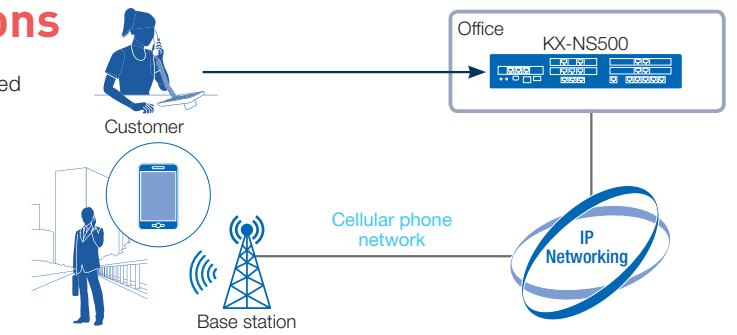 ons
ed
Customer
Office
KX-NS500
Cellular phone
network
IP
Networking
Base station